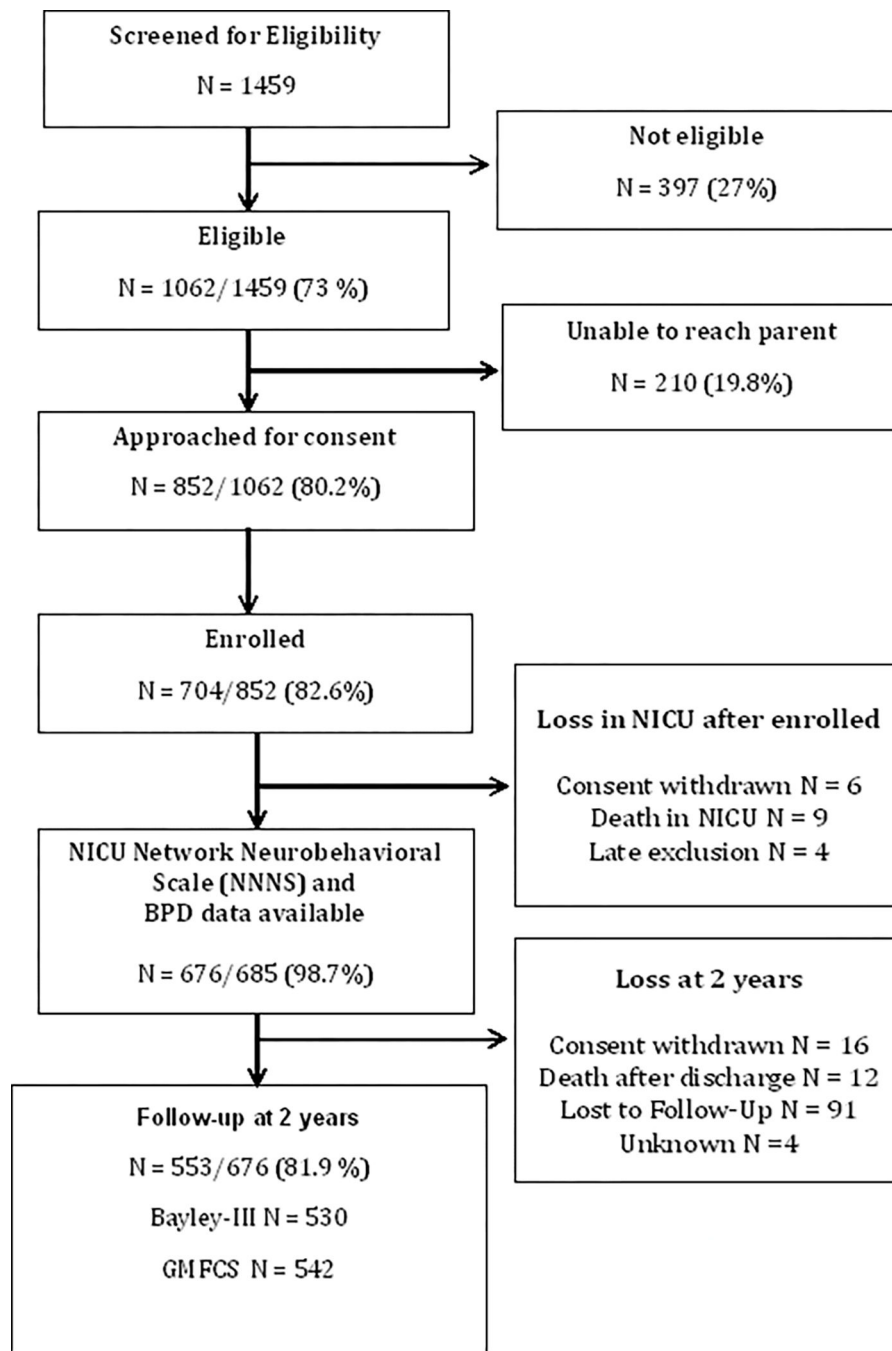 Screened for Eligibility
N = 1459
Not eligible
N = 397 (27%)
Eligible
N = 1062/1459 (73 %)
Unable to reach parent
N = 210 (19.8%)
Approached for consent
N = 852/1062 (80.2%)
Enrolled
N = 704/852 (82.6%)
Loss in NICU after enrolled
Consent withdrawn N = 6
Death in NICU N = 9
Late exclusion N = 4
NICU Network Neurobehavioral
Scale (NNNS) and
BPD data available
N = 676/685 (98.7%)
Loss at 2 years
Consent withdrawn N = 16
Death after discharge N = 12
Lost to Follow-Up N = 91
Unknown N =4
Follow-up at 2 years
N = 553/676 (81.9 %)
Bayley-III N = 530
GMFCS N = 542